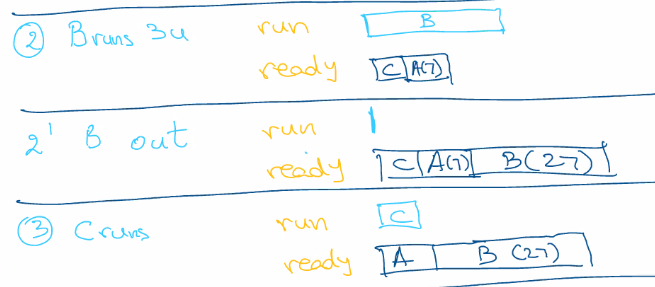 ② B runs 3u run B
ready C A(7)
2' B out run
ready C A(7) B(27)
③ C runs run C
ready A B (27)